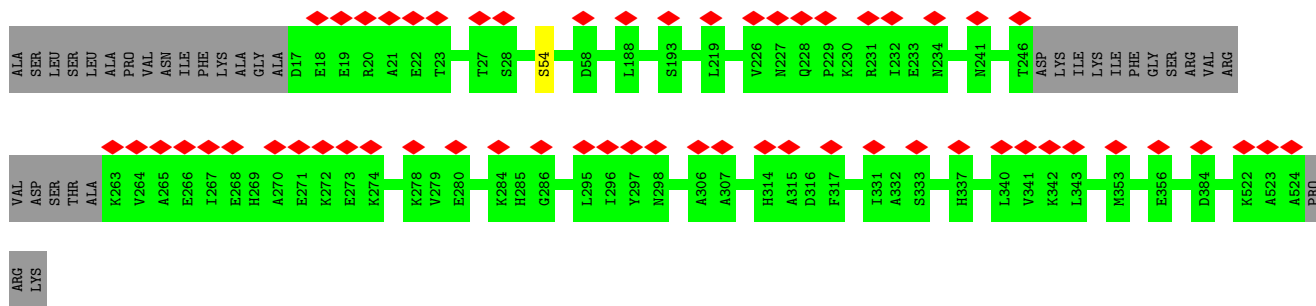 ALA SER LEU SER LEU ALA PRO VAL ASN ILE PHE LYS ALA GLY ALA D17 E18 E19 R20 A21 E22 T23 T27 S28 S54 D58 L188 S193 L219 V226 N227 Q228 P229 K230 R231 I232 E233 N234 N241 T246 ASP LYS ILE LYS ILE PHE GLY SER ARG VAL ARG
VAL ASP SER THR ALA K263 V264 A265 E266 I267 E268 H269 A270 E271 K272 E273 K274 K278 V279 E280 K284 H285 G286 L295 I296 Y297 N298 A306 A307 H314 A315 D316 F317 I331 A332 S333 H337 L340 V341 K342 L343 M353 E356 D384 K522 A523 A524 PRO
ARG LYS